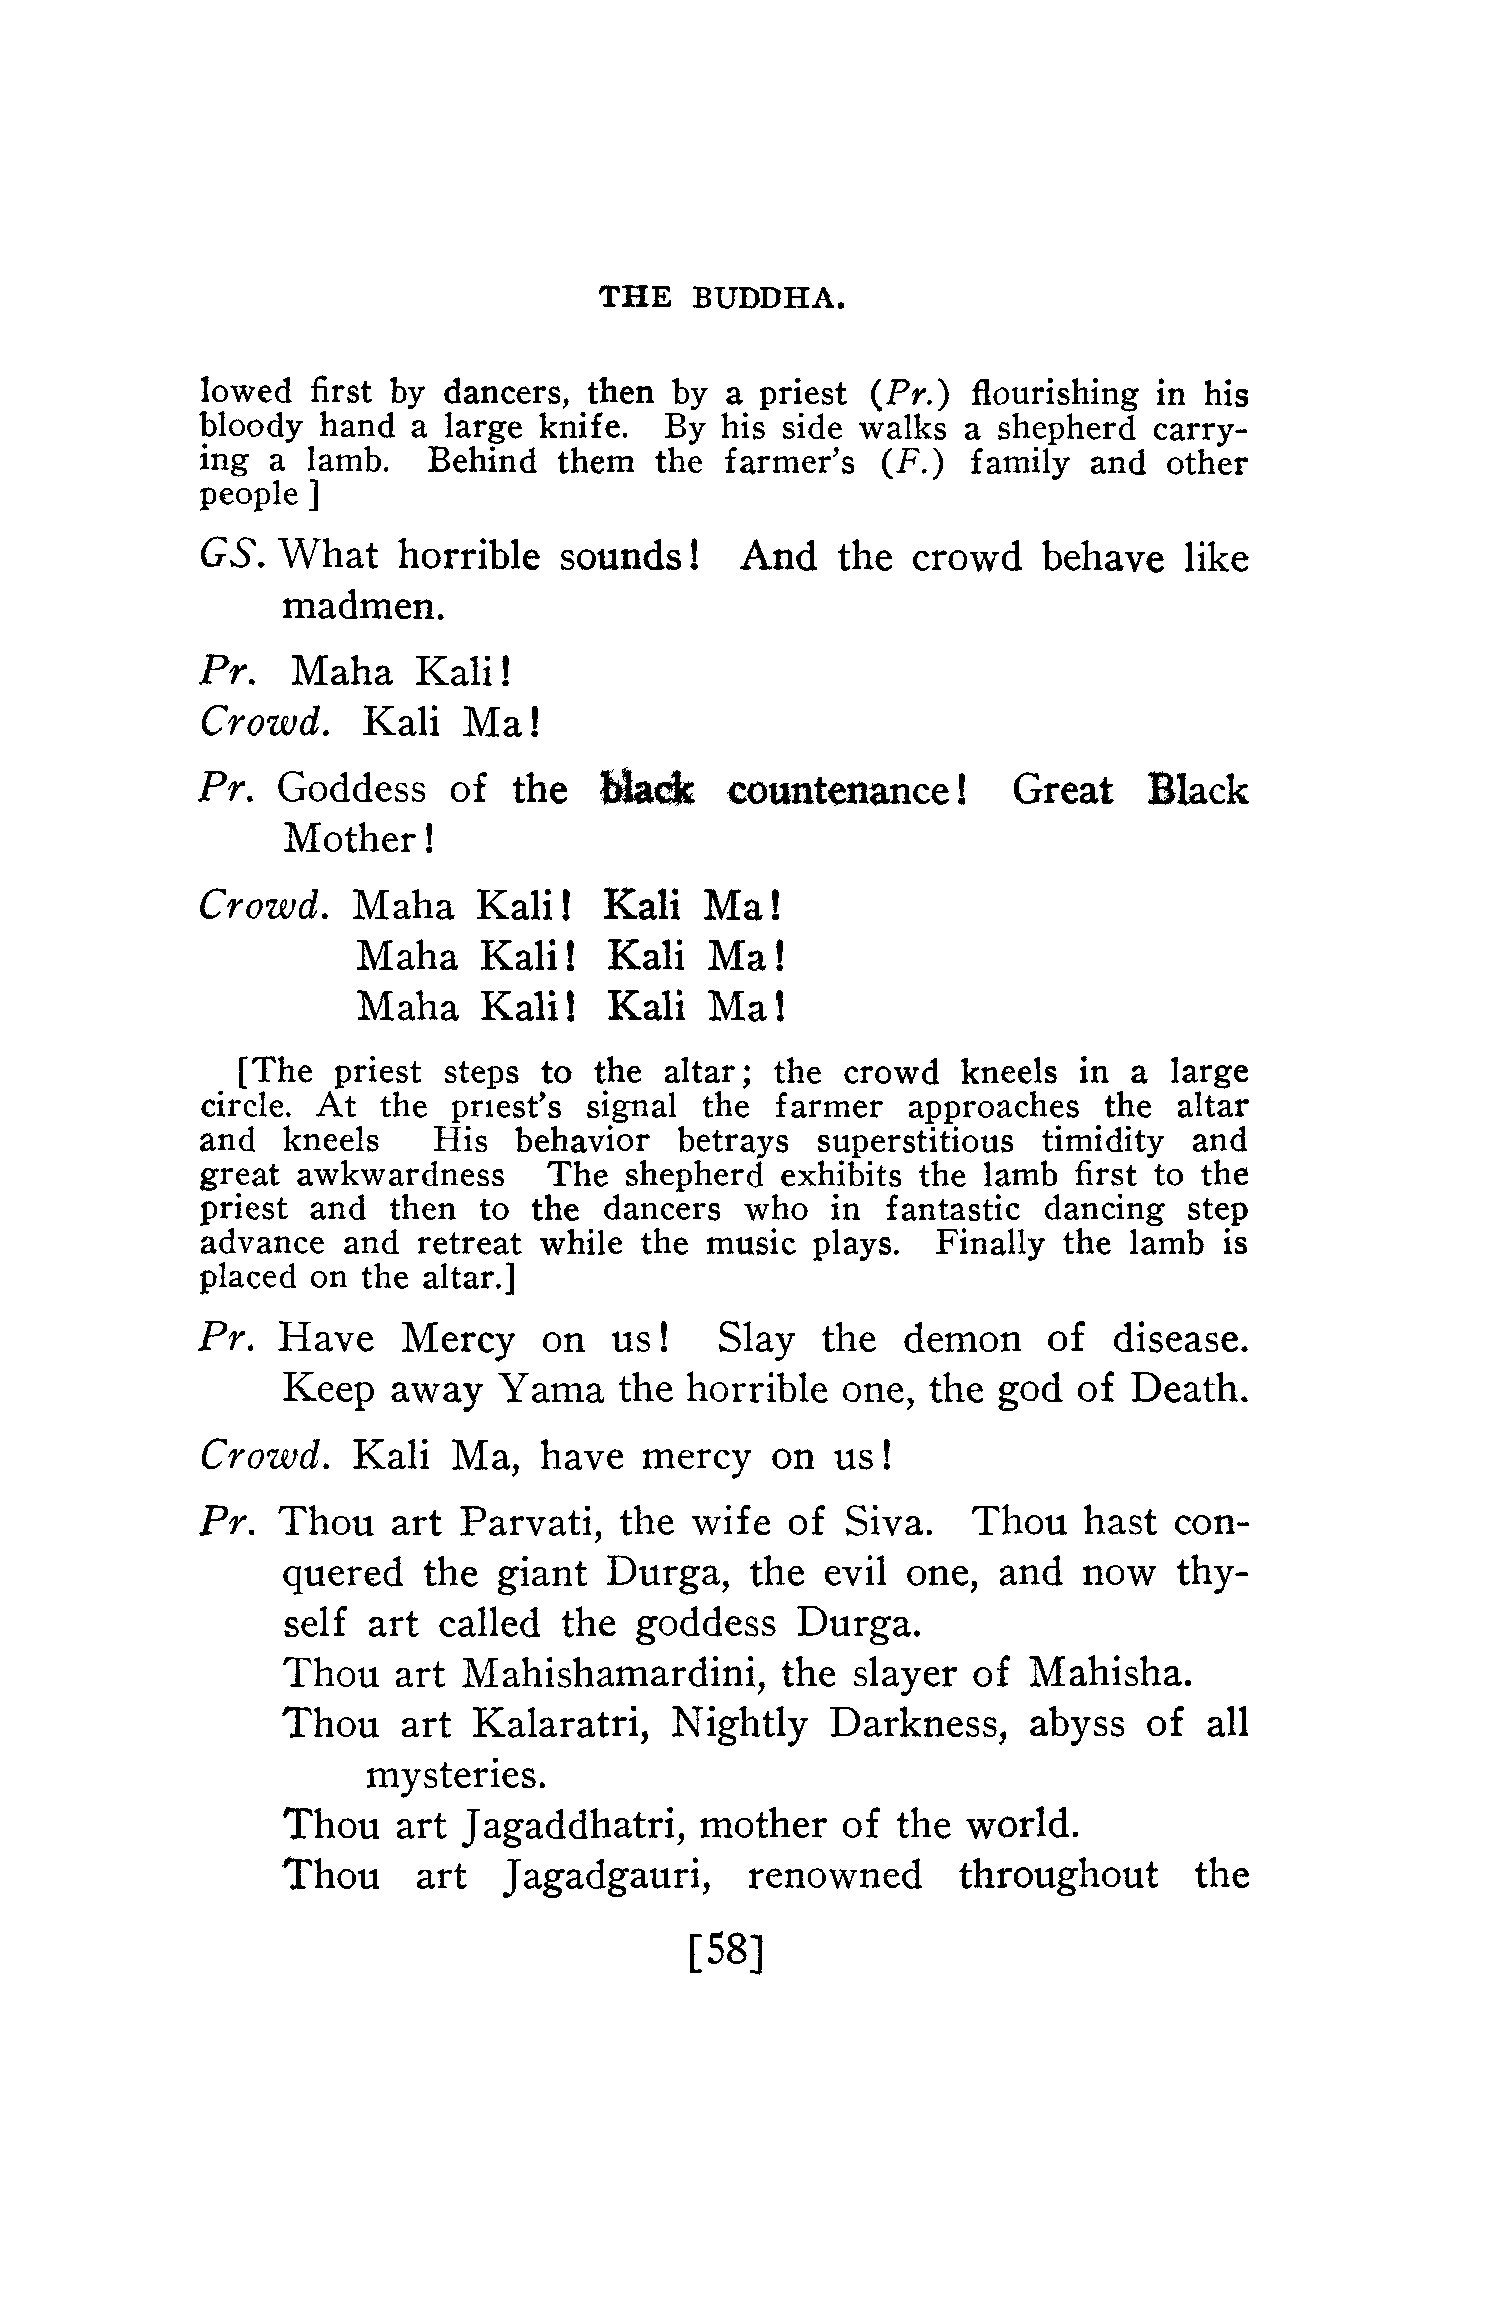 THE BUDDHA.
lowed first by dancers, then by a priest (Pr.) flourishing in his
bloody hand a large knife. By his side walks a shepherd carry-
ing a lamb. Behind them the farmer's (F.) family and other
people ]
GS. What horrible sounds! And the crowd behave like
madmen.
Pr. Maha Kali!
Crowd. Kali Ma!
Pr. Goddess of the black countenance! Great Black
Mother!
Crowd. Maha Kali! Kali Ma!
Maha Kali! Kali Ma!
Maha Kali! Kali Ma!
[The priest steps to the altar; the crowd kneels in a large
circle. At the priest's signal the farmer approaches the altar
and kneels His behavior betrays superstitious timidity and
great awkwardness The shepherd exhibits the lamb first to the
priest and then to the dancers who in fantastic dancing step
advance and retreat while the music plays. Finally the lamb is
placed on the altar.]
Pr. Have Mercy on us! Slay the demon of disease.
Keep away Yama the horrible one, the god of Death.
Crowd. Kali Ma, have mercy on us!
Pr. Thou art Parvati, the wife of Siva. Thou hast con-
quered the giant Durga, the evil one, and now thy-
self art called the goddess Durga.
Thou art Mahishamardini, the slayer of Mahisha.
Thou art Kalaratri, Nightly Darkness, abyss of all
mysteries.
Thou art Jagaddhatri, mother of the world.
Thou art Jagadgauri, renowned throughout the
[58]